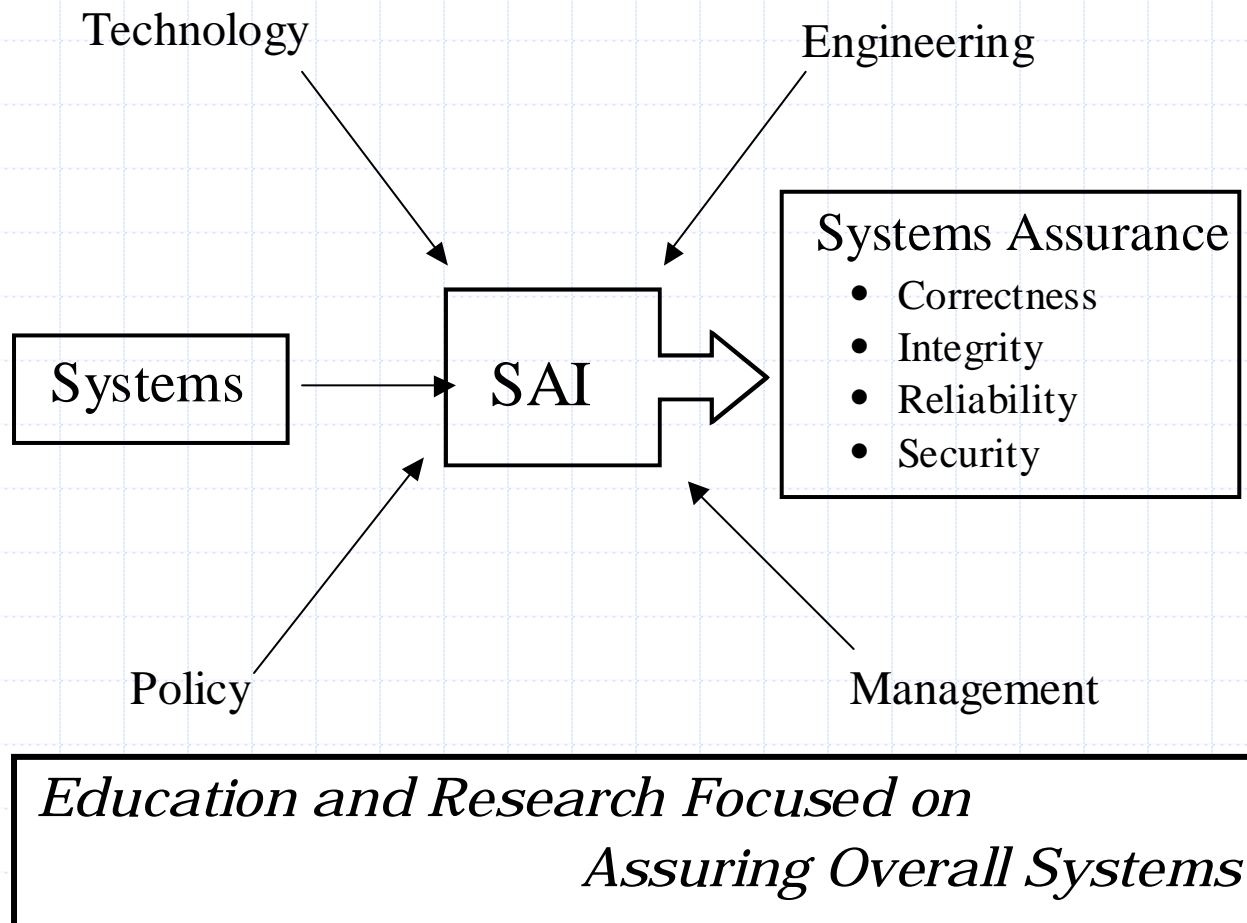 Technology
Engineering
Systems Assurance
• Correctness
• Integrity
• Reliability
• Security
Systems
SAI
Policy
Management
Education and Research Focused on
Assuring Overall Systems